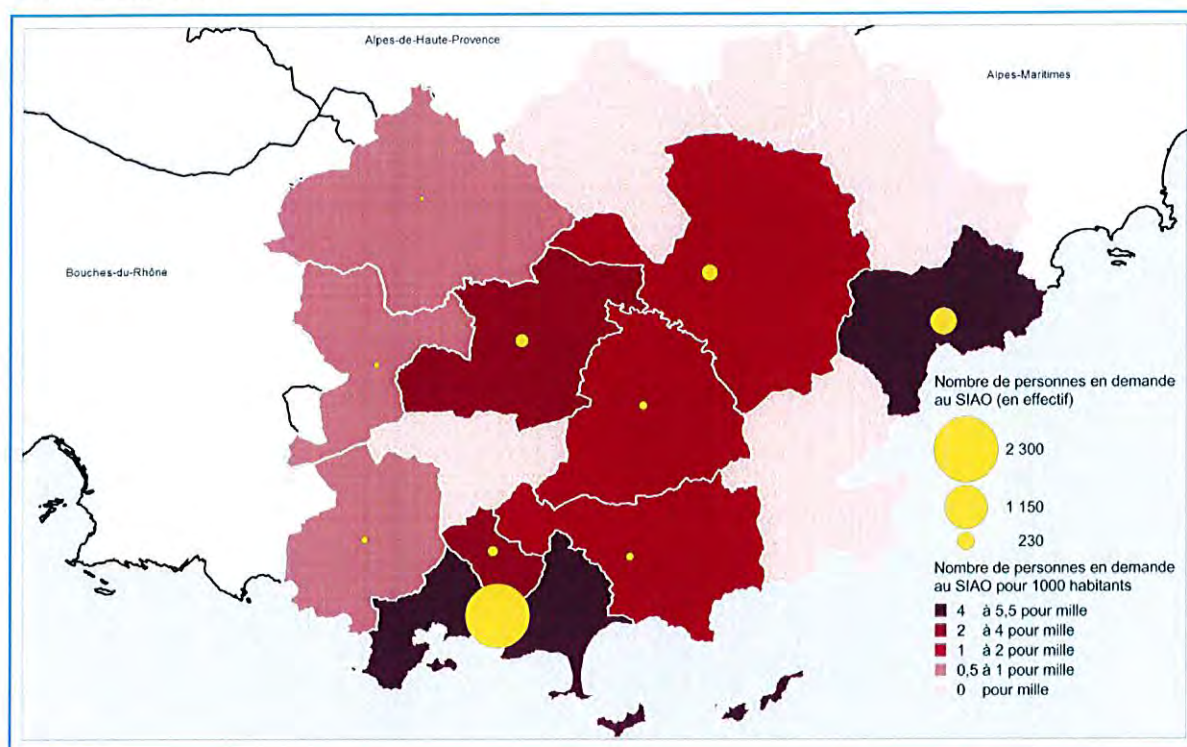 Alpes-de-Haute-Provence
Alpes-Maritimes
Bouches-du-Rhône
Nombre de personnes en demande
au SIAO (en effectif)
2 300
1 150
230
Nombre de personnes en demande
au SIAO pour 1000 habitants
4 à 5,5 pour mille
2 à 4 pour mille
1 à 2 pour mille
0,5 à 1 pour mille
0 pour mille